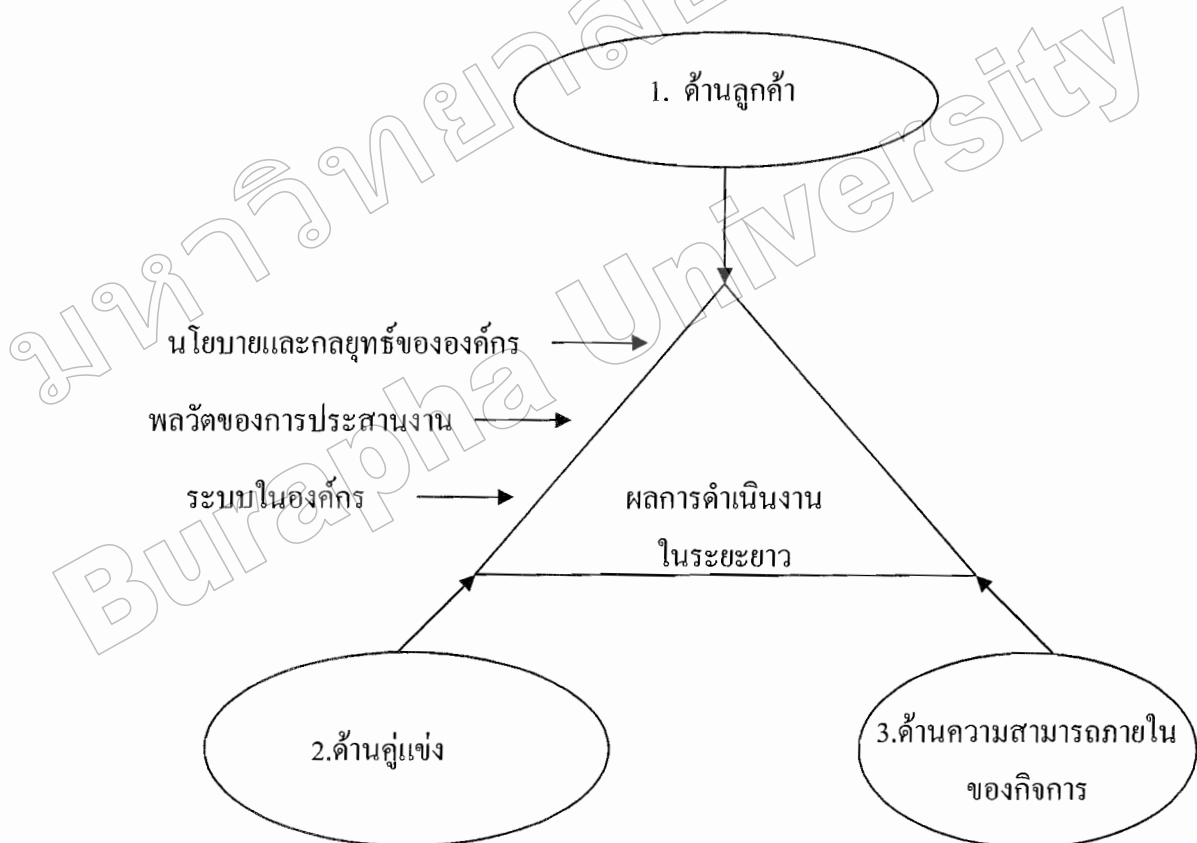 1. ด้านลูกค้า
นโยบายและกลยุทธ์ขององค์กร
พลวัตของการประสานงาน
ระบบในองค์กร
ผลการดำเนินงาน
ในระยะยาว
2.ด้านคู่แข่ง
3.ด้านความสามารถภายใน
ของกิจการ
Burapha University